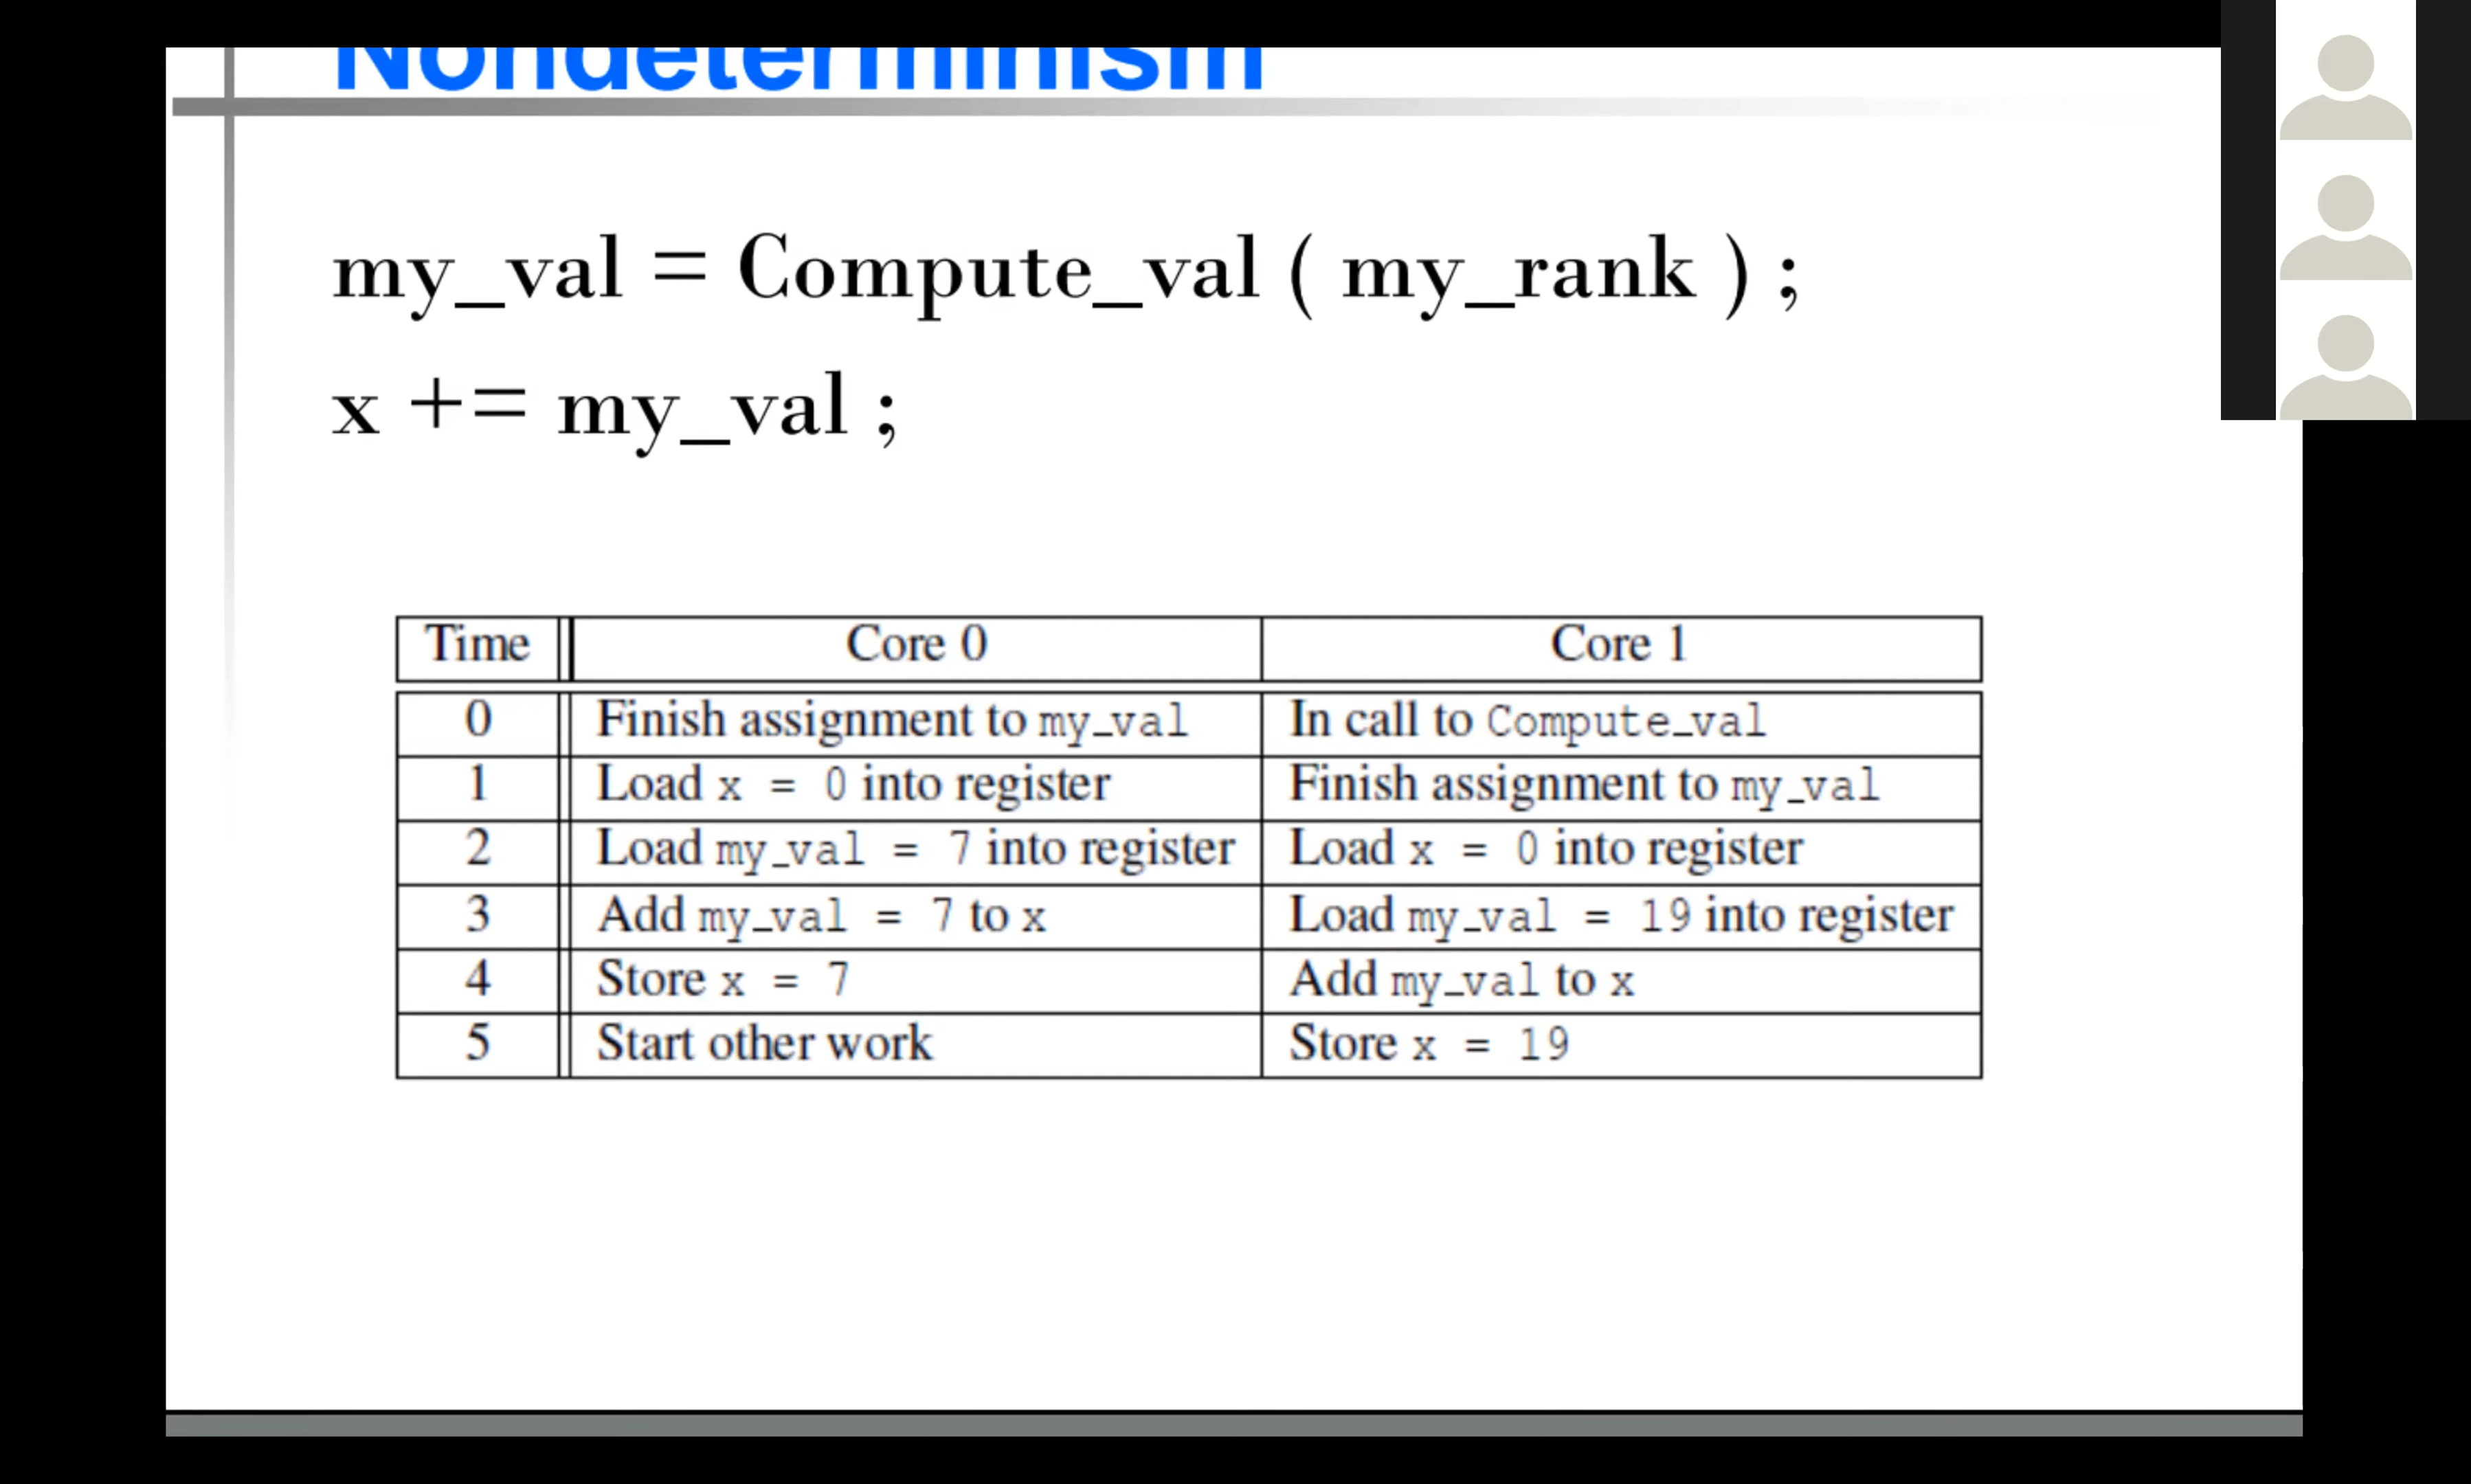 Nondeterminism
my_val = Compute_val ( my_rank ) ;
x += my_val ;
Time Core 0 Core 1
0 Finish assignment to my_val In call to Compute_val
1 Load x = 0 into register Finish assignment to my_val
2 Load my_val = 7 into register Load x = 0 into register
3 Add my_val = 7 to x Load my_val = 19 into register
4 Store x = 7 Add my_val to x
5 Start other work Store x = 19